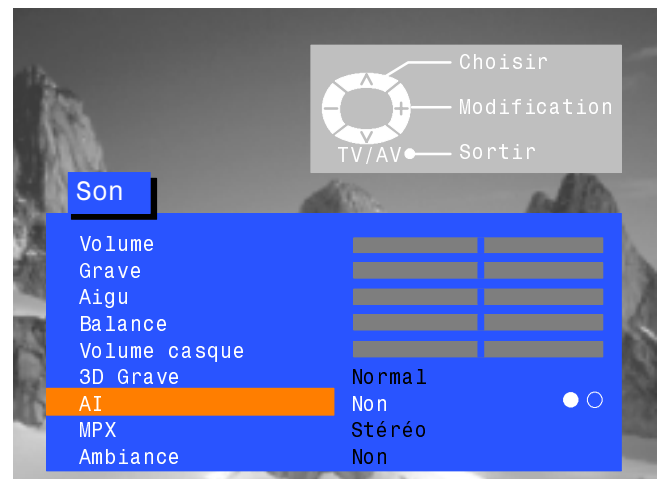 Choisir
Modification
TV/AV Sortir
Son
Volume
Grave
Aigu
Balance
Volume casque
3D Grave Normal
AI Non
MPX Stéréo
Ambiance Non